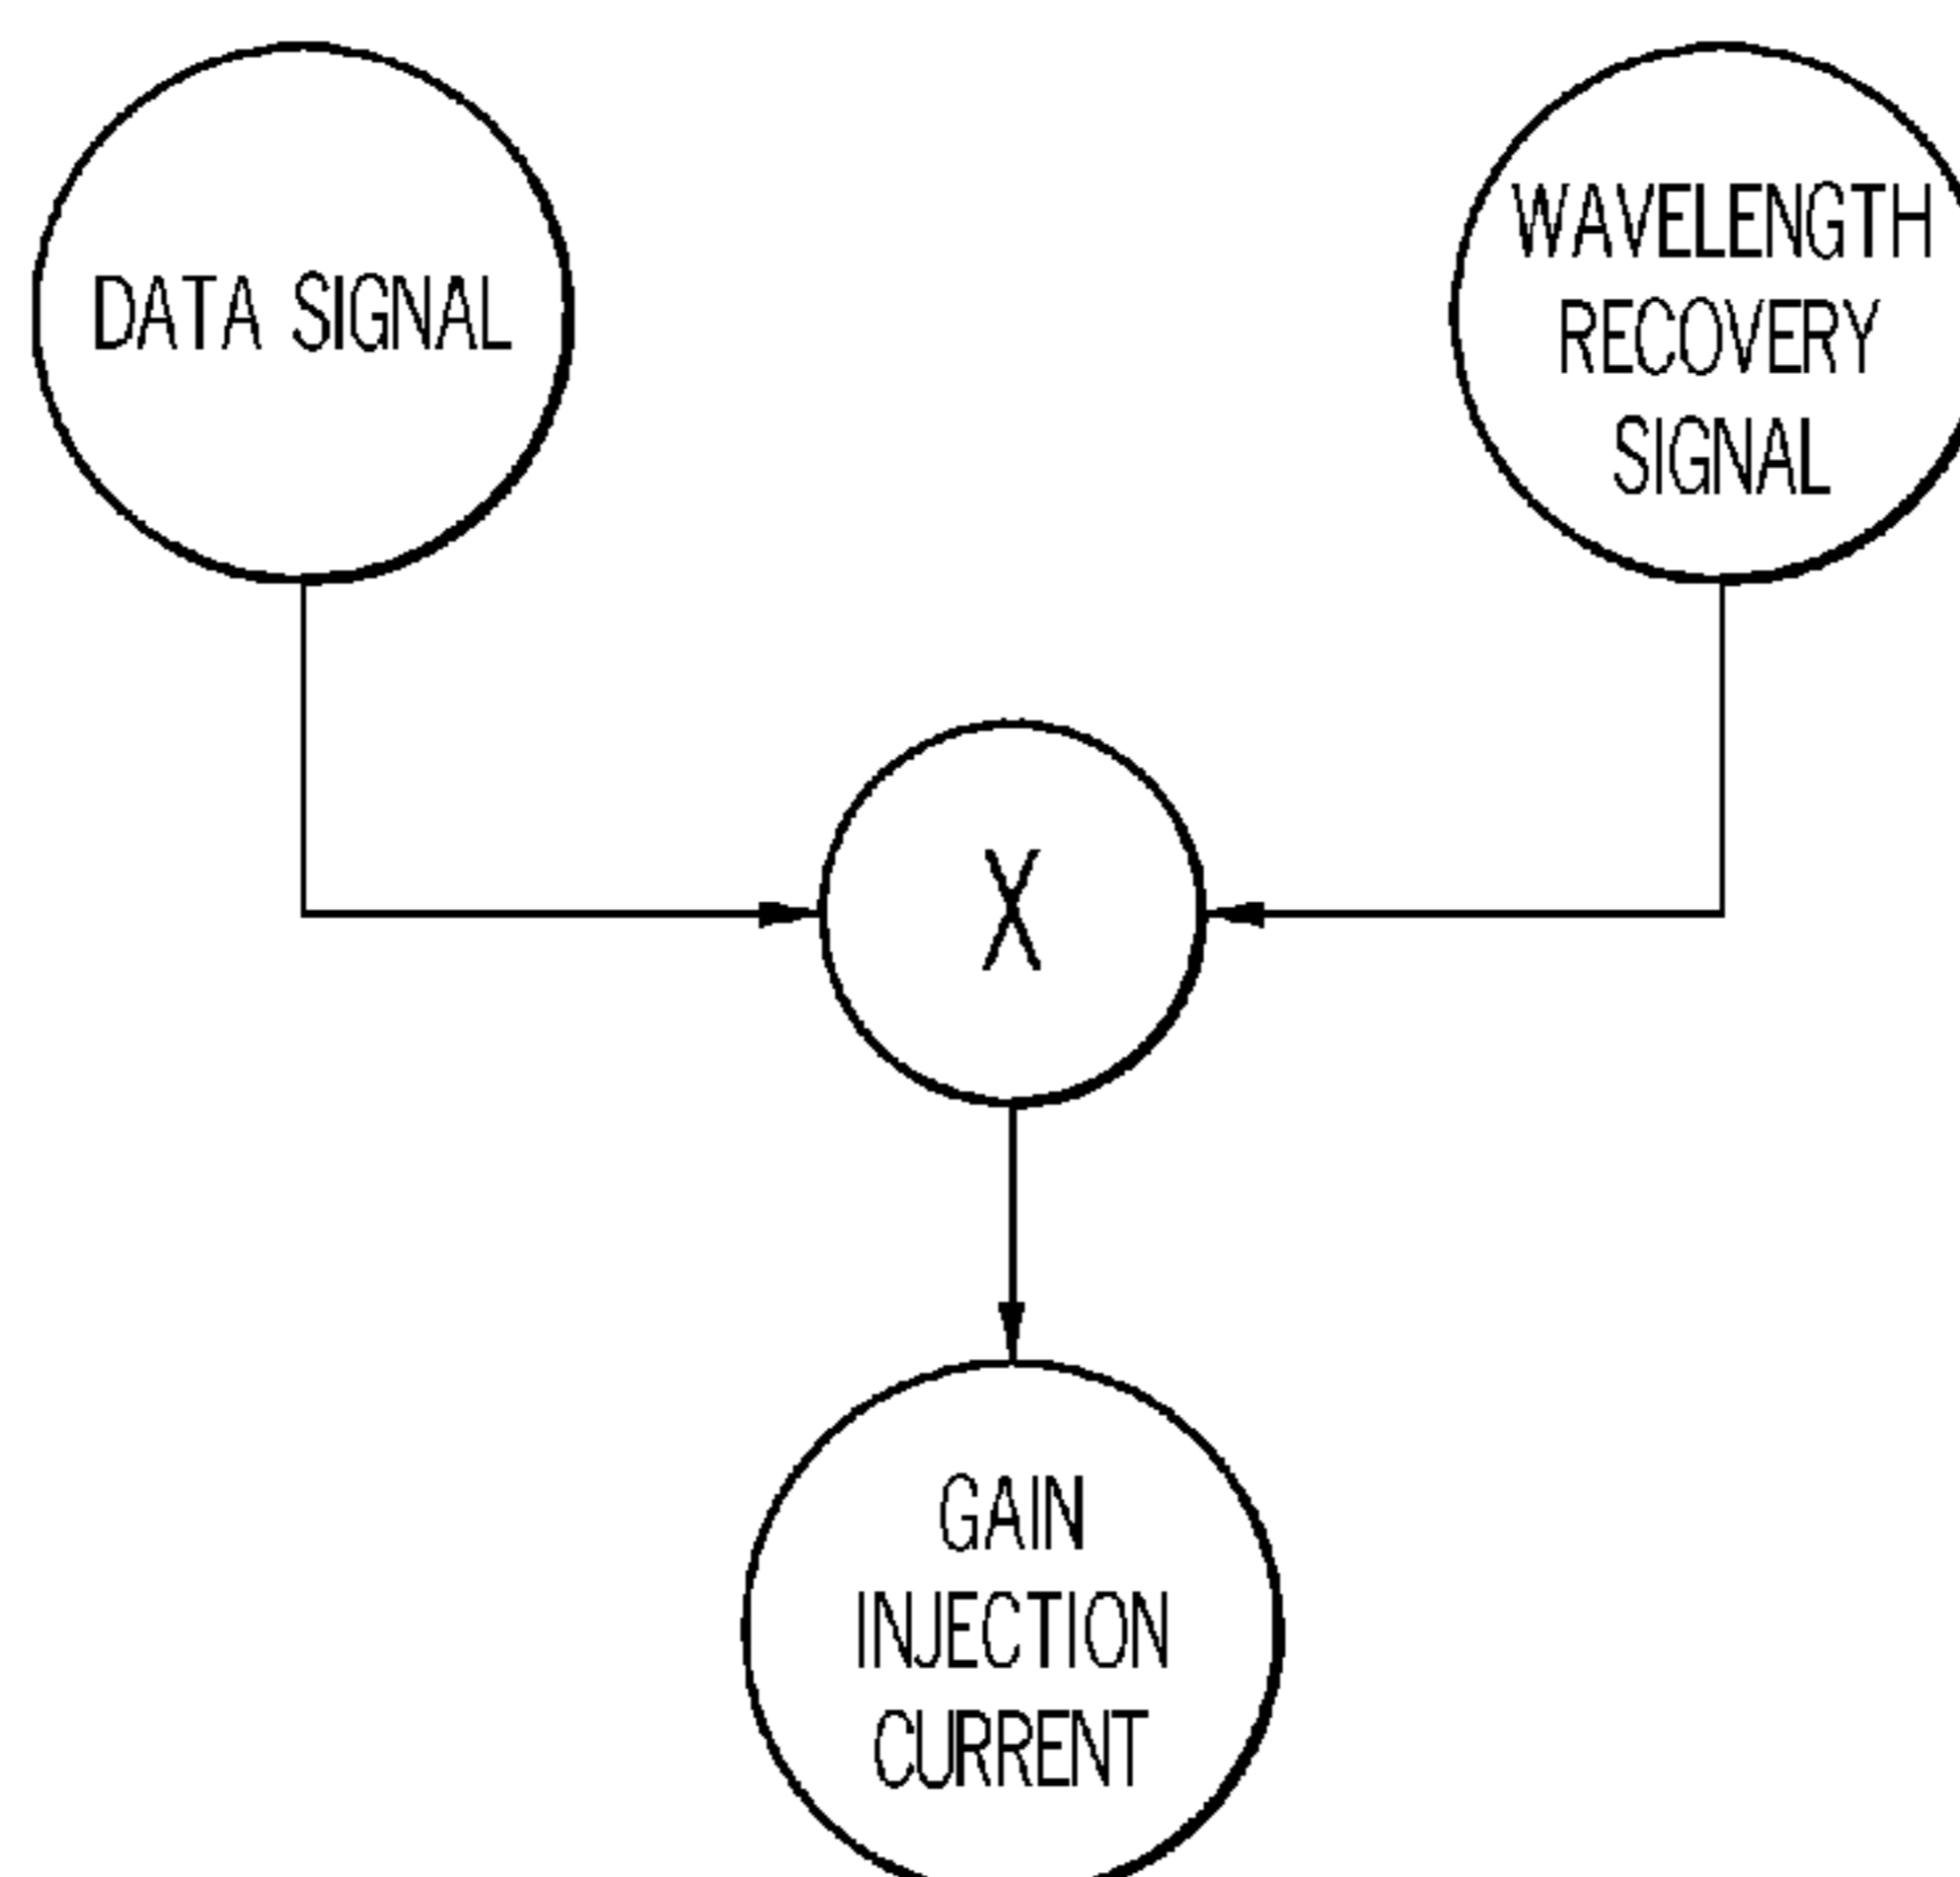 DATA SIGNAL
WAVELENGTH
RECOVERY
SIGNAL
X
GAIN
INJECTION
CURRENT